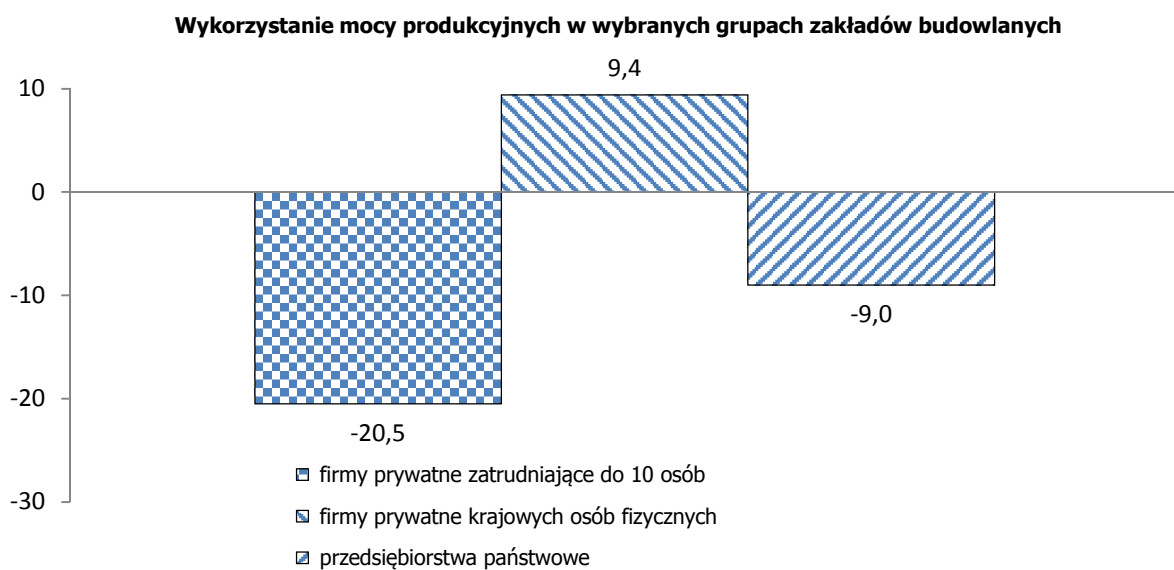 Wykorzystanie mocy produkcyjnych w wybranych grupach zakładów budowlanych
9,4
10
0
-10
-9,0
-20
-20,5
firmy prywatne zatrudniające do 10 osób
-30
firmy prywatne krajowych osób fizycznych
przedsiębiorstwa państwowe